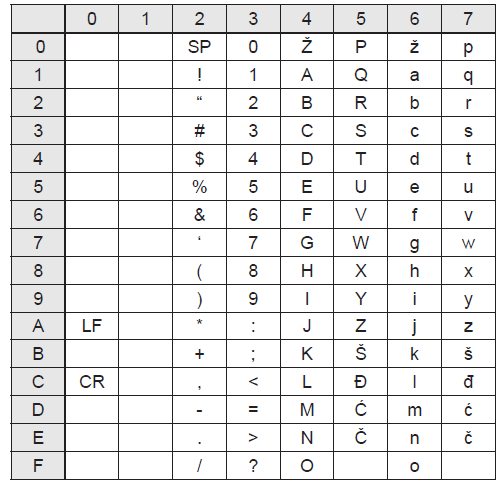 0 1 2 3 4 5 6 7
0 SP 0 Ž P ž p
1 ! 1 A Q a q
2 “ 2 B R b r
3 # 3 C S c s
4 $ 4 D T d t
5 % 5 E U e u
6 & 6 F V f v
7 ‘ 7 G W g w
8 ( 8 H X h x
9 ) 9 I Y i y
A LF * : J Z j z
B + ; K Š k š
C CR , < L Đ l đ
D - = M Ć m ć
E . > N Č n č
F / ? O o